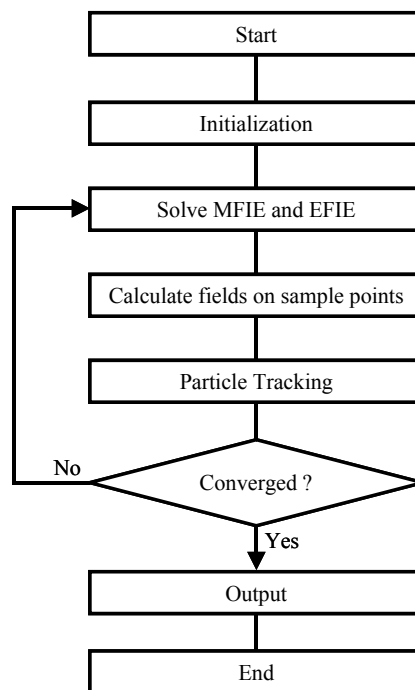 Start
Initialization
Solve MFIE and EFIE
Calculate fields on sample points
Particle Tracking
No
Converged ?
Yes
Output
End